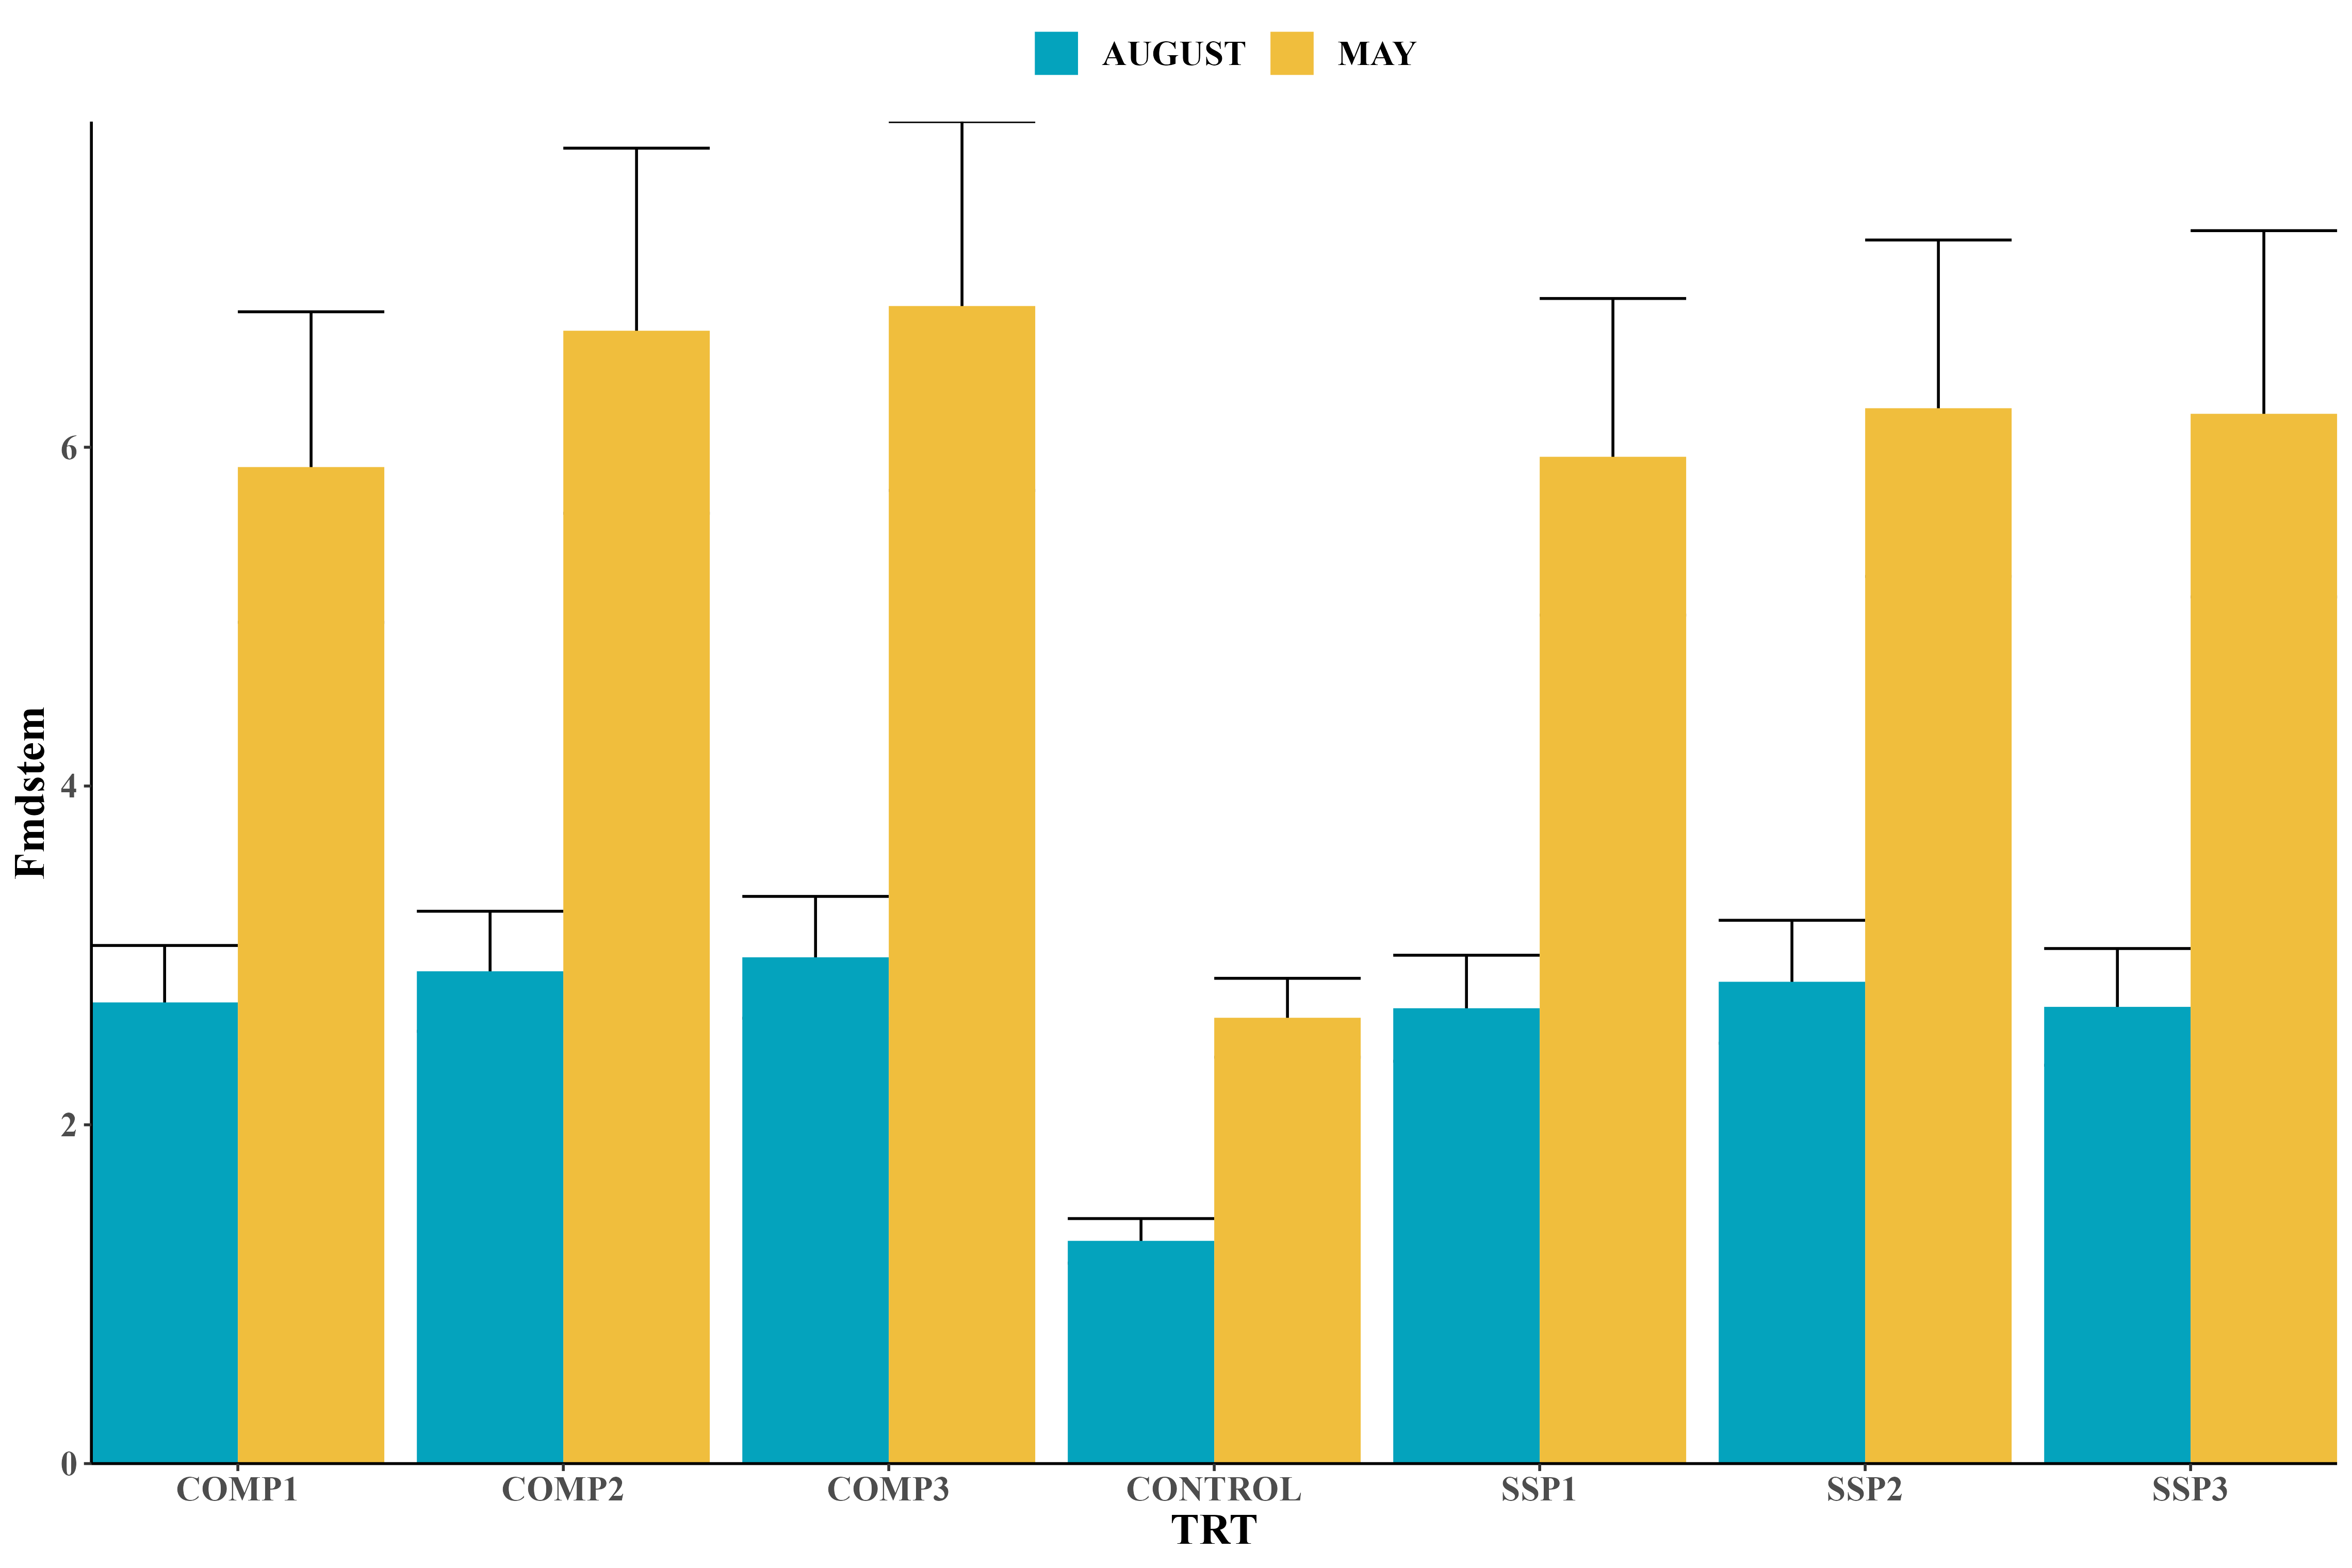 AUGUST MAY
Fmdstem
6
4
2
0
COMP1 COMP2 COMP3 CONTROL SSP1 SSP2 SSP3
TRT